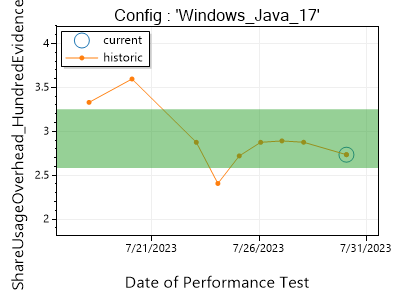 Config : 'Windows_Java_17'
current
historic
4
3.5
3
2.5
2
ShareUsageOverhead_HundredEvidence
7/21/2023
7/26/2023
7/31/2023
Date of Performance Test